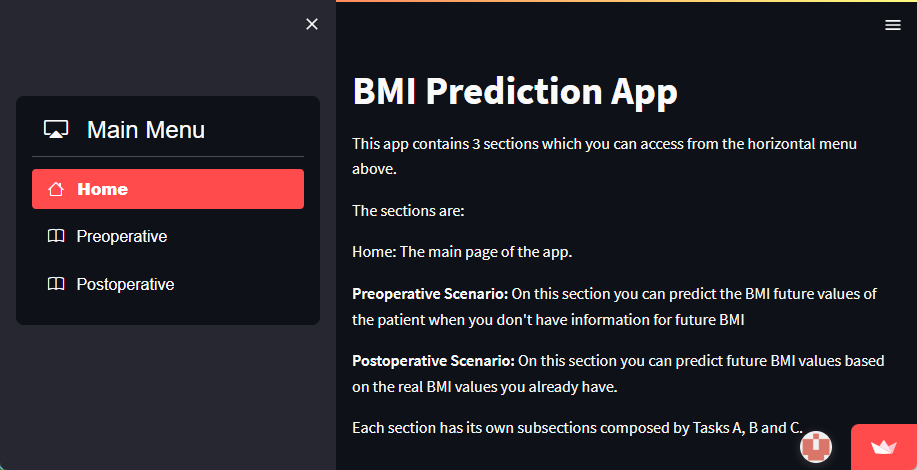 Main Menu
Home
Preoperative
Postoperative
BMI Prediction App
This app contains 3 sections which you can access from the horizontal menu
above.
The sections are:
Home: The main page of the app.
Preoperative Scenario: On this section you can predict the BMI future values of
the patient when you don't have information for future BMI
Postoperative Scenario: On this section you can predict future BMI values based
on the real BMI values you already have.
Each section has its own subsections composed by Tasks A, B and C.